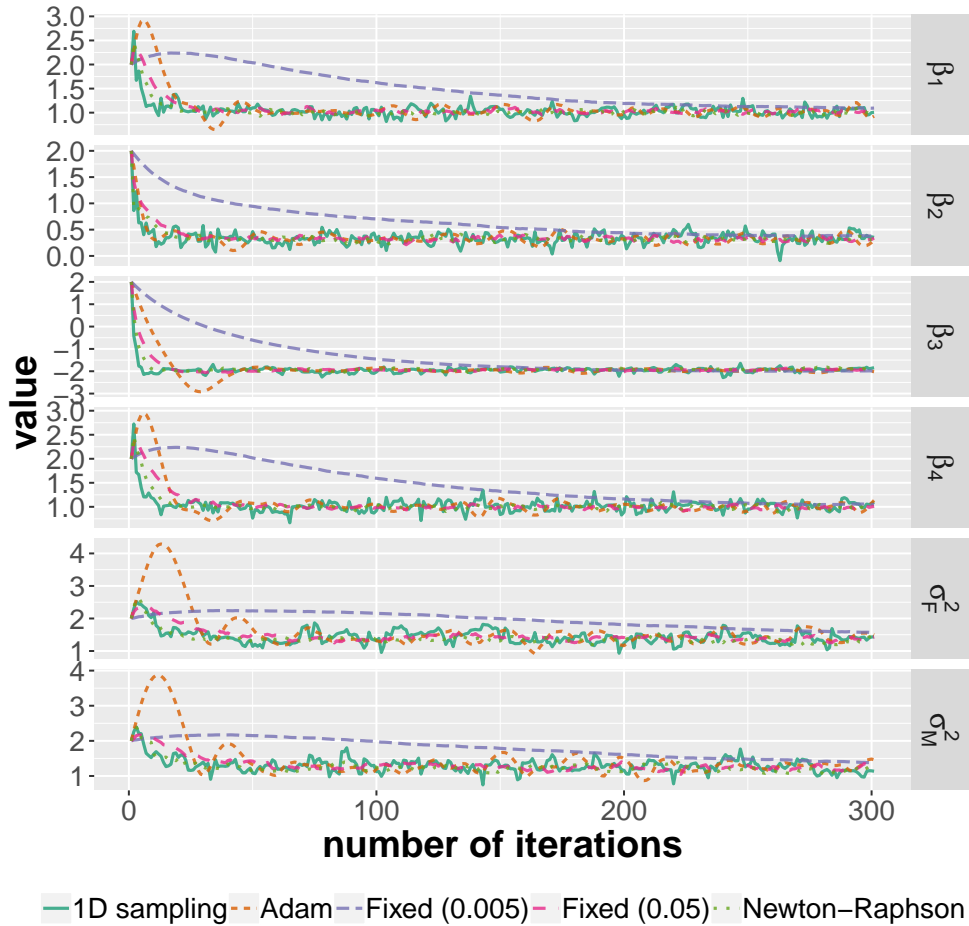 value
3.0
2.5
2.0
1.5
1.0
β1
2.0
1.5
1.0
0.5
0.0
β2
2
1
0
−1
−2
−3
β3
3.0
2.5
2.0
1.5
1.0
β4
4
3
2
1
σ²F
4
3
2
1
σ²M
0 100 200 300
number of iterations
1D sampling Adam Fixed (0.005) Fixed (0.05) Newton−Raphson